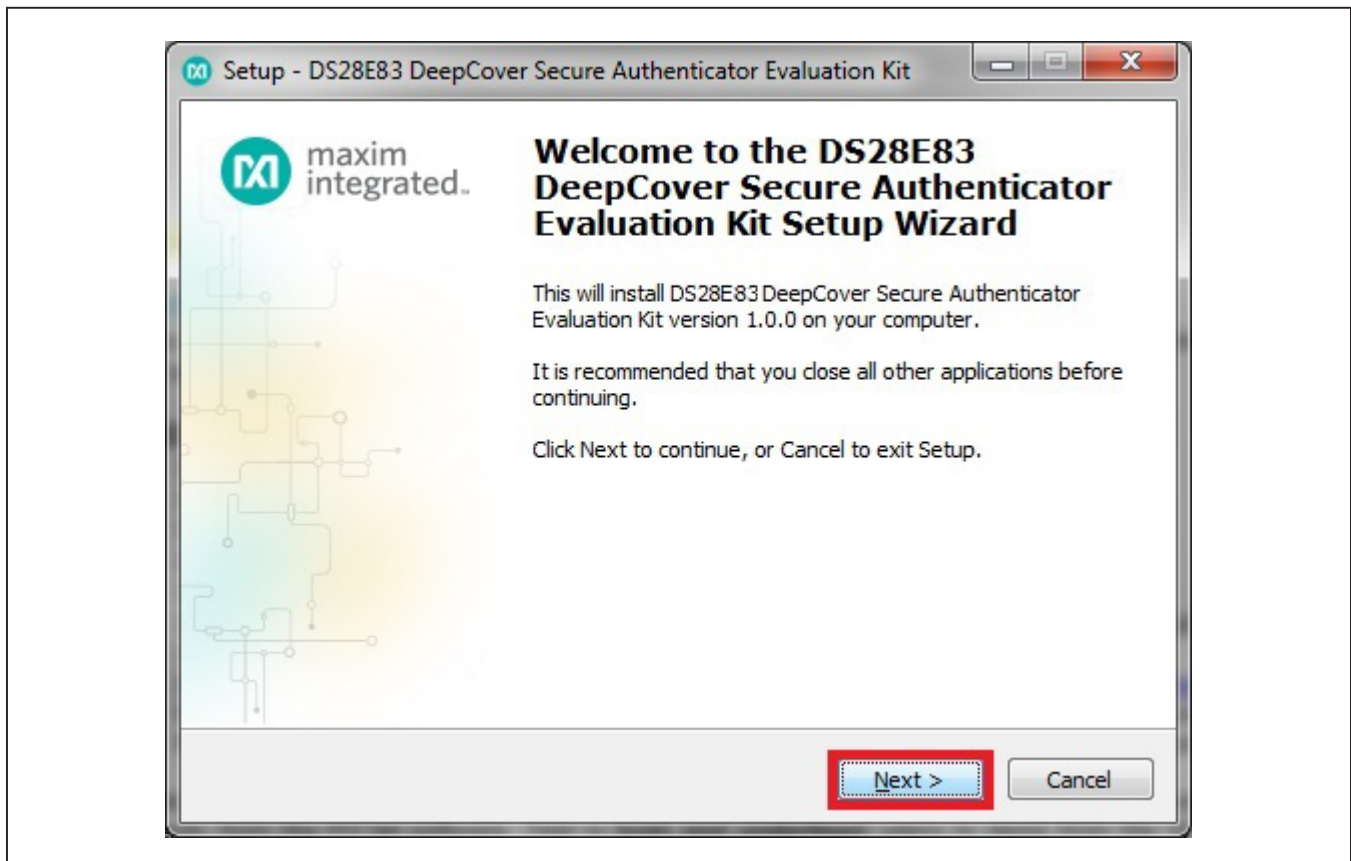 Setup - DS28E83 DeepCover Secure Authenticator Evaluation Kit
maxim
integrated™
Welcome to the DS28E83
DeepCover Secure Authenticator
Evaluation Kit Setup Wizard
This will install DS28E83 DeepCover Secure Authenticator
Evaluation Kit version 1.0.0 on your computer.
It is recommended that you close all other applications before
continuing.
Click Next to continue, or Cancel to exit Setup.
Next >
Cancel